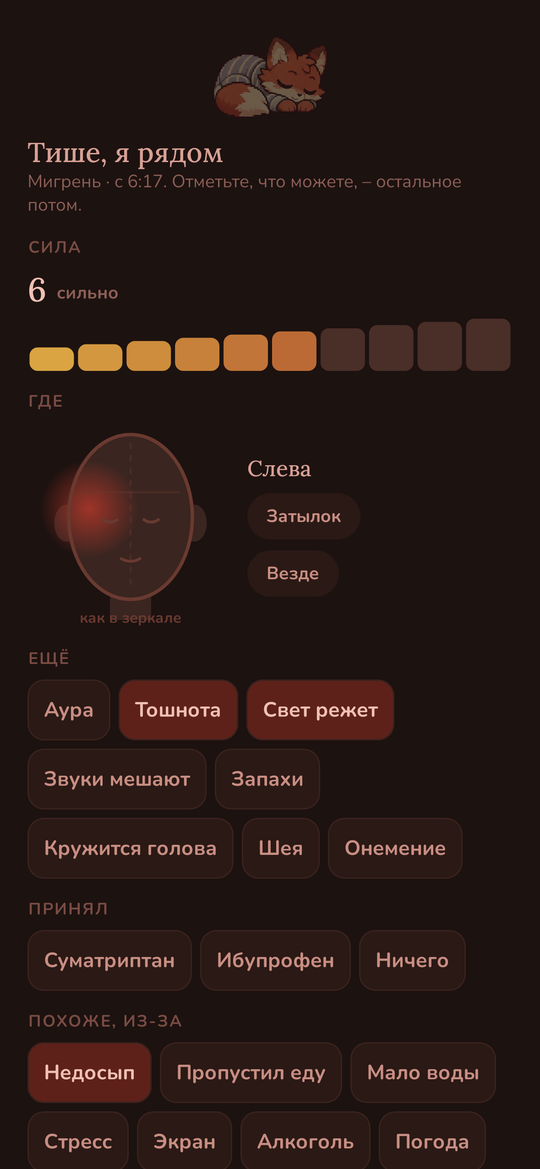 Тише, я рядом
Мигрень · с 6:17. Отметьте, что можете, – остальное
потом.
СИЛА
6 сильно
ГДЕ
Слева
Затылок
Везде
как в зеркале
ЕЩЁ
Аура Тошнота Свет режет
Звуки мешают Запахи
Кружится голова Шея Онемение
ПРИНЯЛ
Суматриптан Ибупрофен Ничего
ПОХОЖЕ, ИЗ-ЗА
Недосып Пропустил еду Мало воды
Стресс Экран Алкоголь Погода